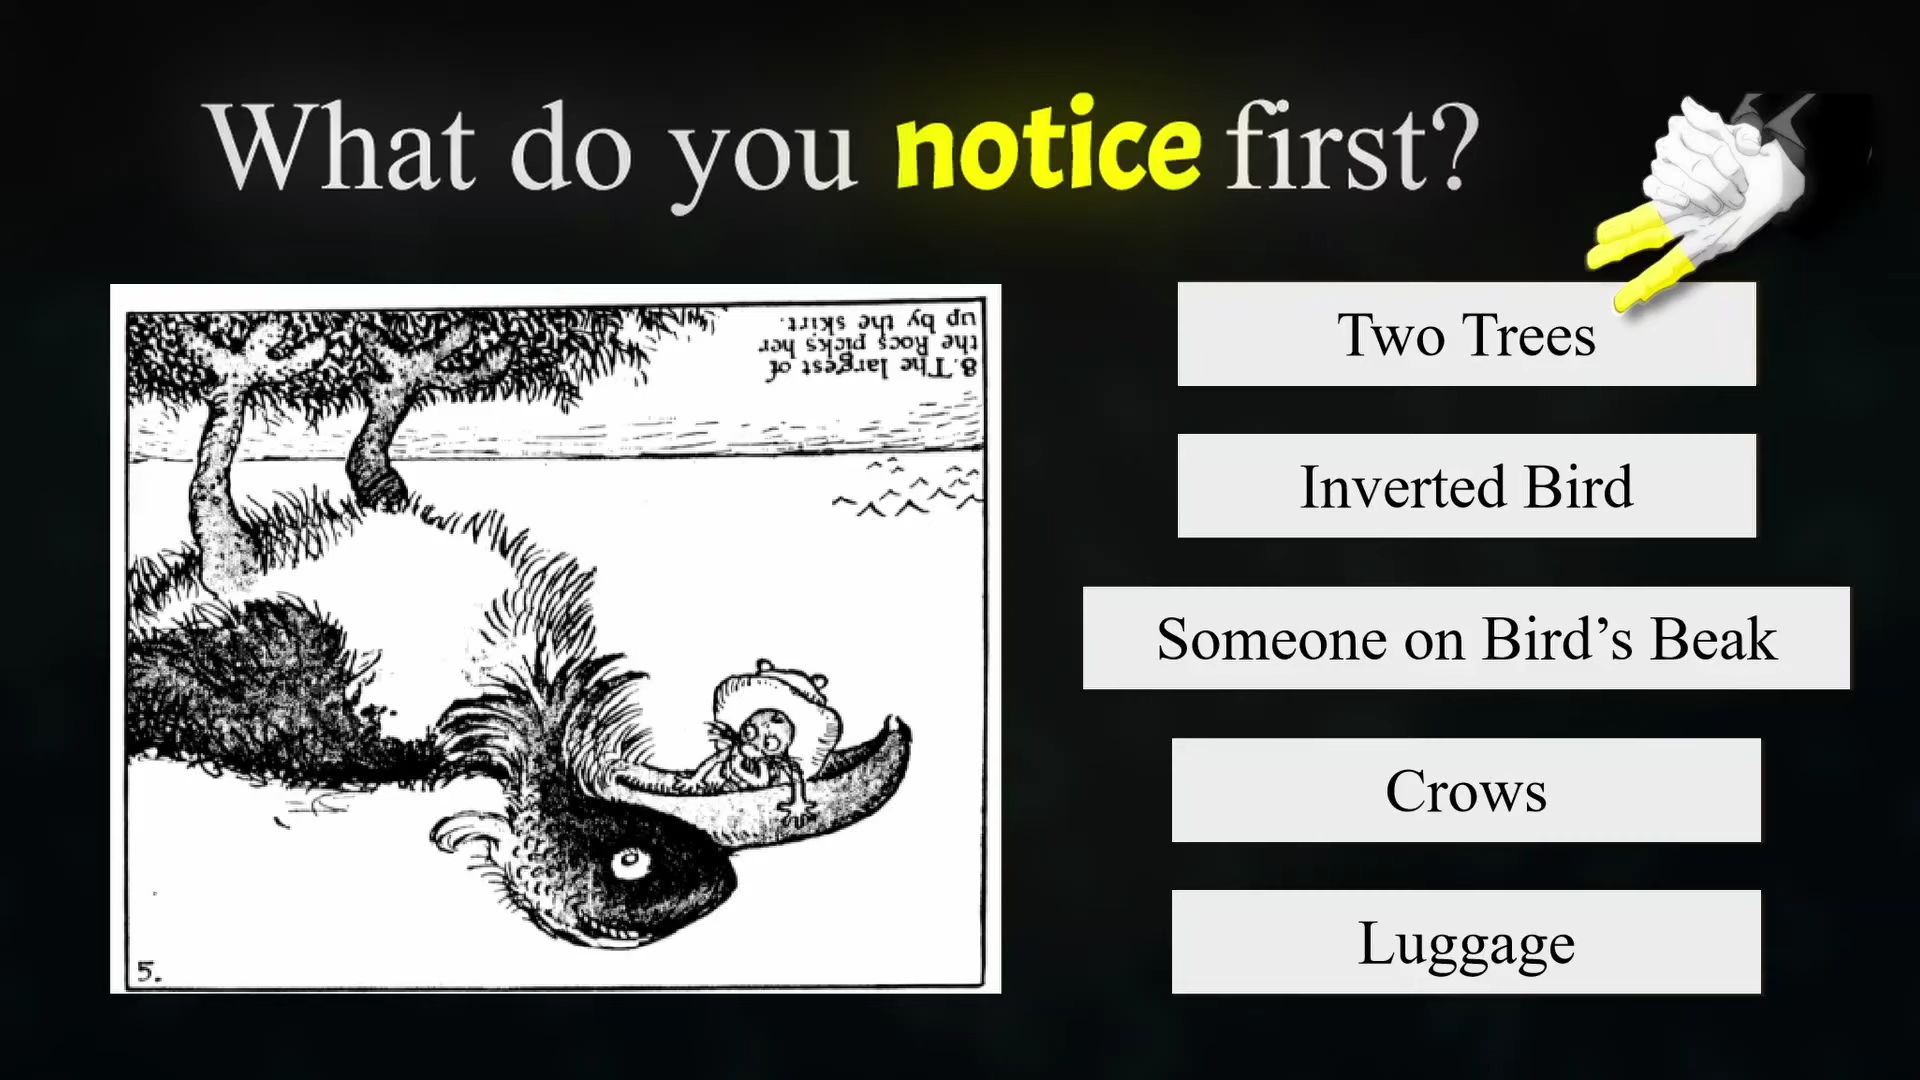 What do you notice first?
8. The largest of
the Rocs picks her
up by the skirt.
5.
Two Trees
Inverted Bird
Someone on Bird’s Beak
Crows
Luggage